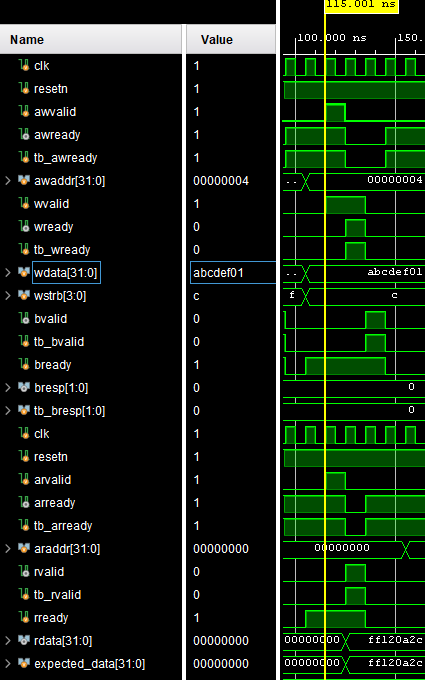 115.001 ns
Name Value 100.000 ns 150.
clk 1
resetn 1
awvalid 1
awready 1
tb_awready 1
awaddr[31:0] 00000004 .. 00000004
wvalid 1
wready 0
tb_wready 0
wdata[31:0] abcdef01 .. abcdef01
wstrb[3:0] c f c
bvalid 0
tb_bvalid 0
bready 1
bresp[1:0] 0 0
tb_bresp[1:0] 0 0
clk 1
resetn 1
arvalid 1
arready 1
tb_arready 1
araddr[31:0] 00000000 00000000
rvalid 0
tb_rvalid 0
rready 1
rdata[31:0] 00000000 00000000 ff120a2c
expected_data[31:0] 00000000 00000000 ff120a2c